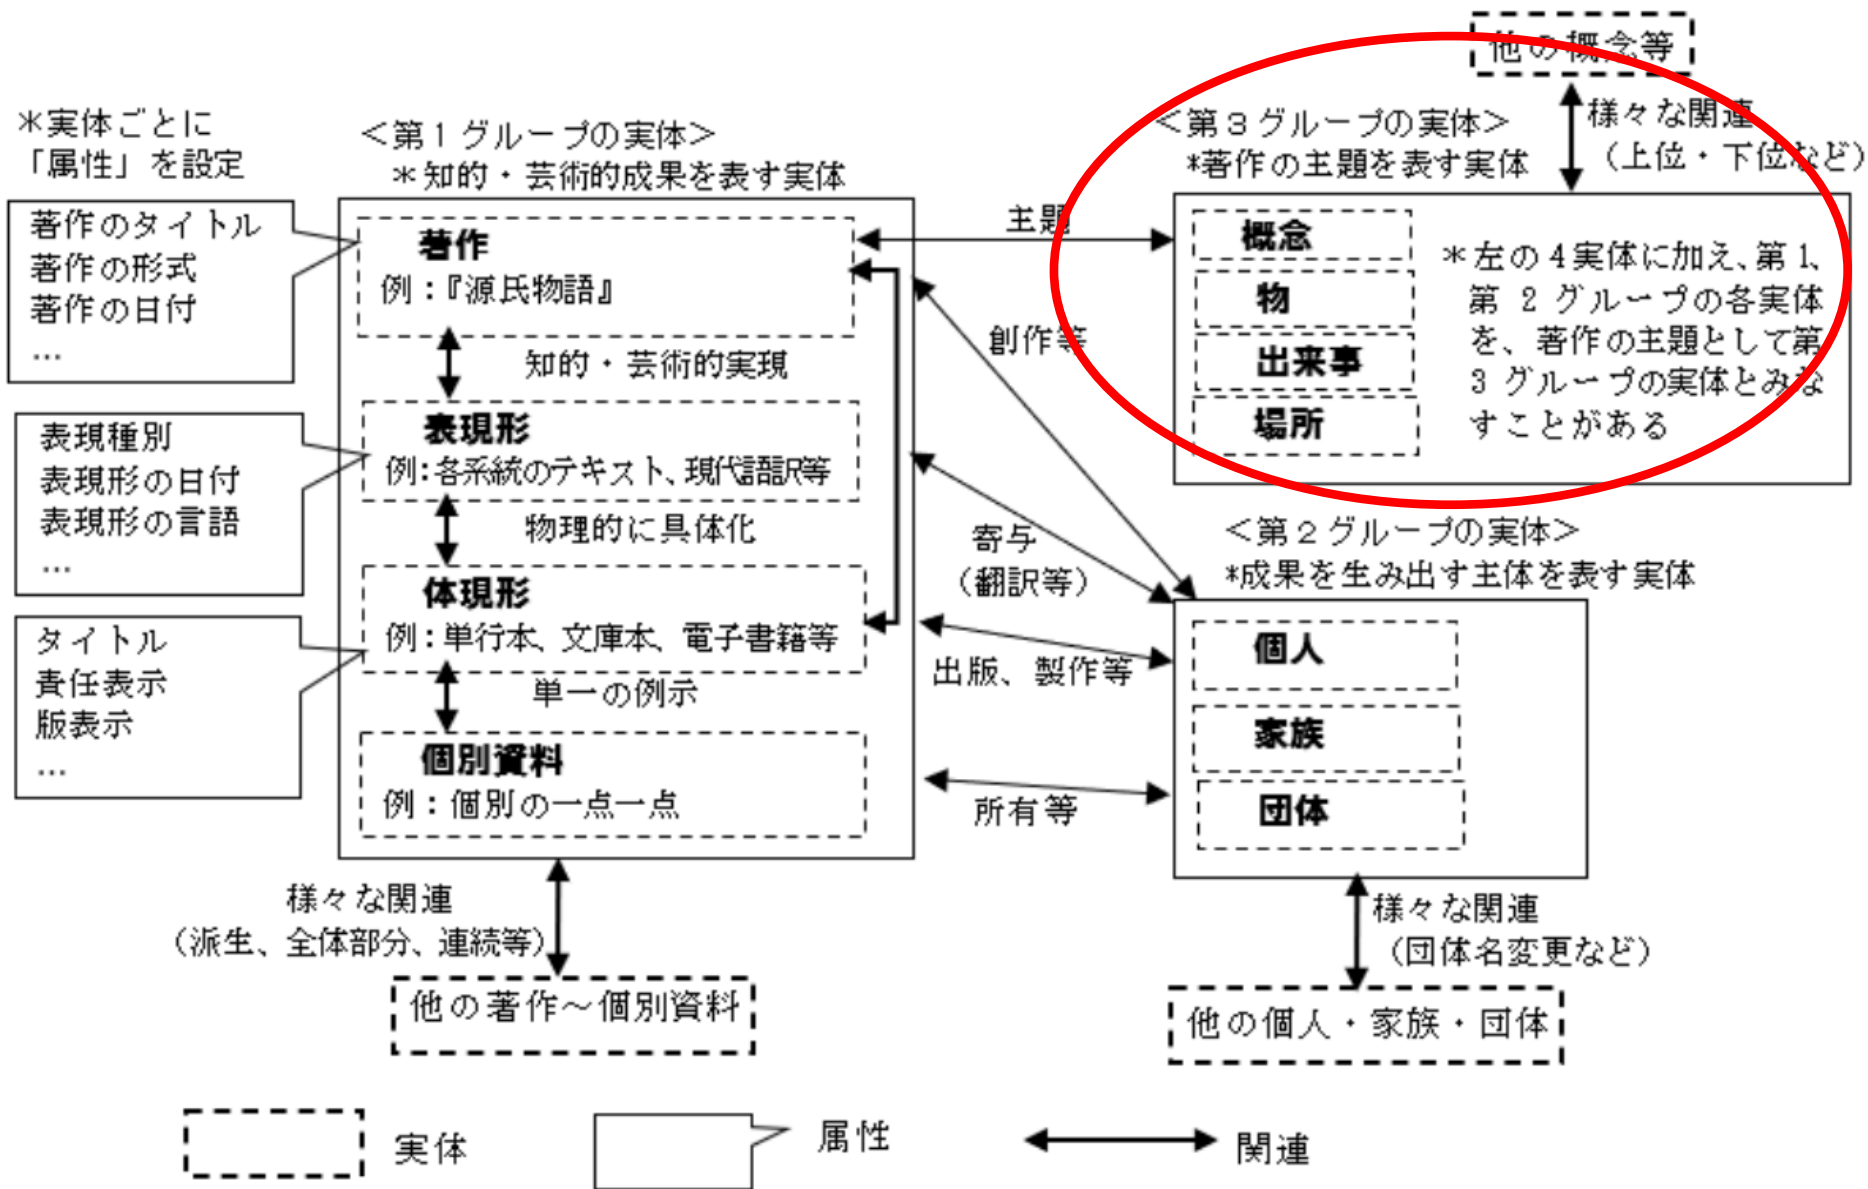 他の概念等
＊実体ごとに
「属性」を設定
＜第1グループの実体＞
＊知的・芸術的成果を表す実体
＜第3グループの実体＞
*著作の主題を表す実体
様々な関連
（上位・下位など）
著作のタイトル
著作の形式
著作の日付
…
著作
例：『源氏物語』
知的・芸術的実現
主題
概念
物
出来事
場所
＊左の4実体に加え、第1、
第2グループの各実体
を、著作の主題として第
3グループの実体とみな
すことがある
創作等
表現種別
表現形の日付
表現形の言語
…
表現形
例：各系統のテキスト、現代語訳等
物理的に具体化
寄与
（翻訳等）
＜第2グループの実体＞
*成果を生み出す主体を表す実体
タイトル
責任表示
版表示
…
体現形
例：単行本、文庫本、電子書籍等
単一の例示
出版、製作等
個人
家族
団体
個別資料
例：個別の一点一点
所有等
様々な関連
（派生、全体部分、連続等）
他の著作～個別資料
様々な関連
（団体名変更など）
他の個人・家族・団体
実体
属性
関連